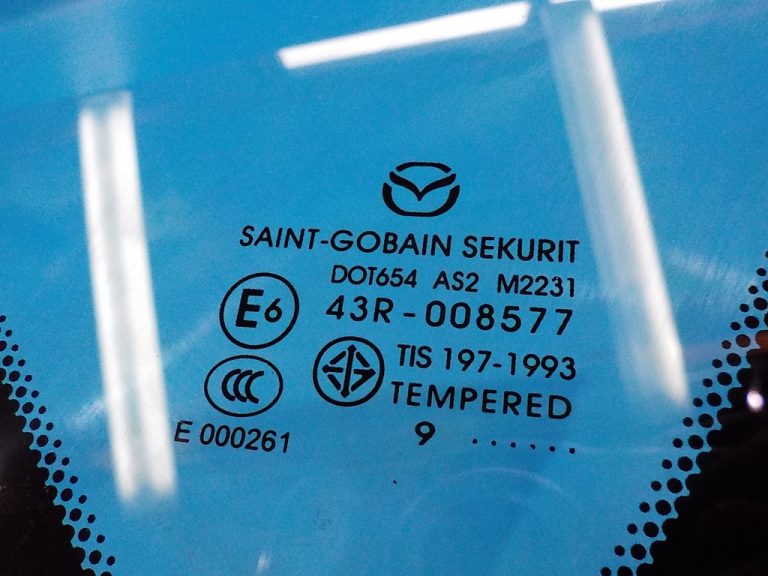 SAINT-GOBAIN SEKURIT
DOT654 AS2 M2231
E6 43R-008577
CCC TIS 197-1993
TEMPERED
E 000261 9 ......